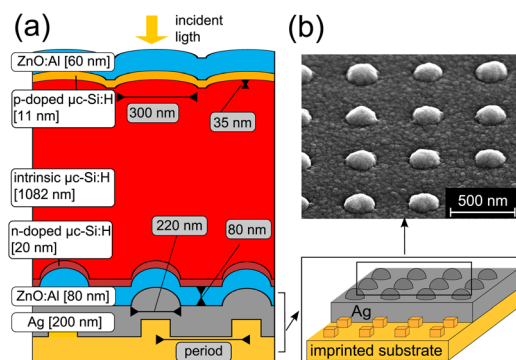 (a)
incident
ligth
ZnO:Al [60 nm]
p-doped µc-Si:H
[11 nm]
300 nm
35 nm
intrinsic µc-Si:H
[1082 nm]
n-doped µc-Si:H
[20 nm]
220 nm
80 nm
ZnO:Al [80 nm]
Ag [200 nm]
period
(b)
500 nm
Ag
imprinted substrate